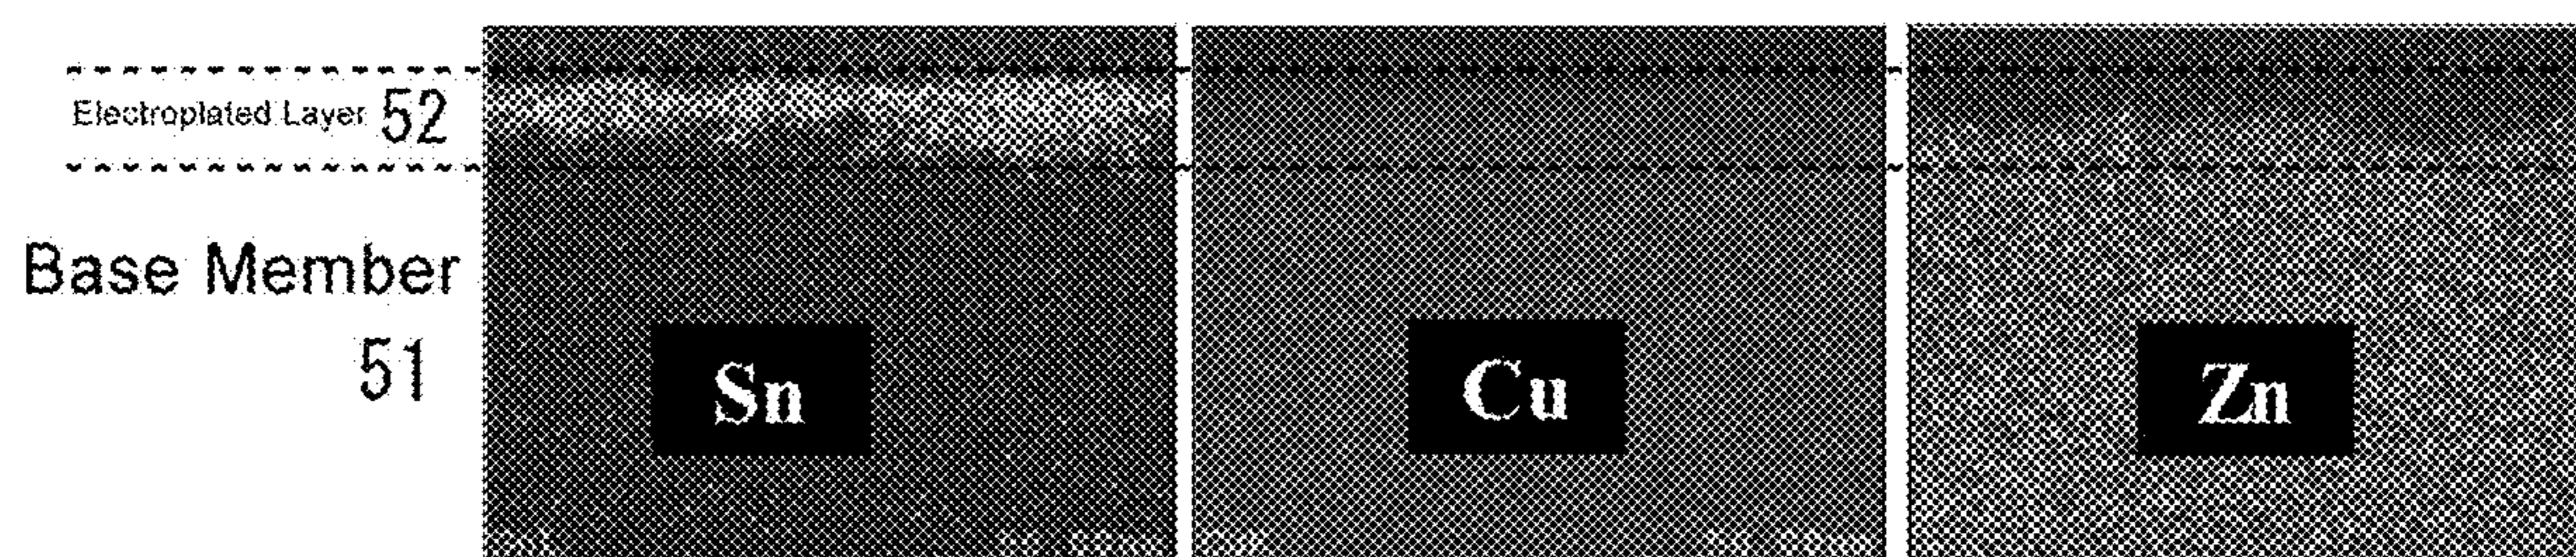 Electroplated Layer 52
Base Member
51
Sn
Cu
Zn